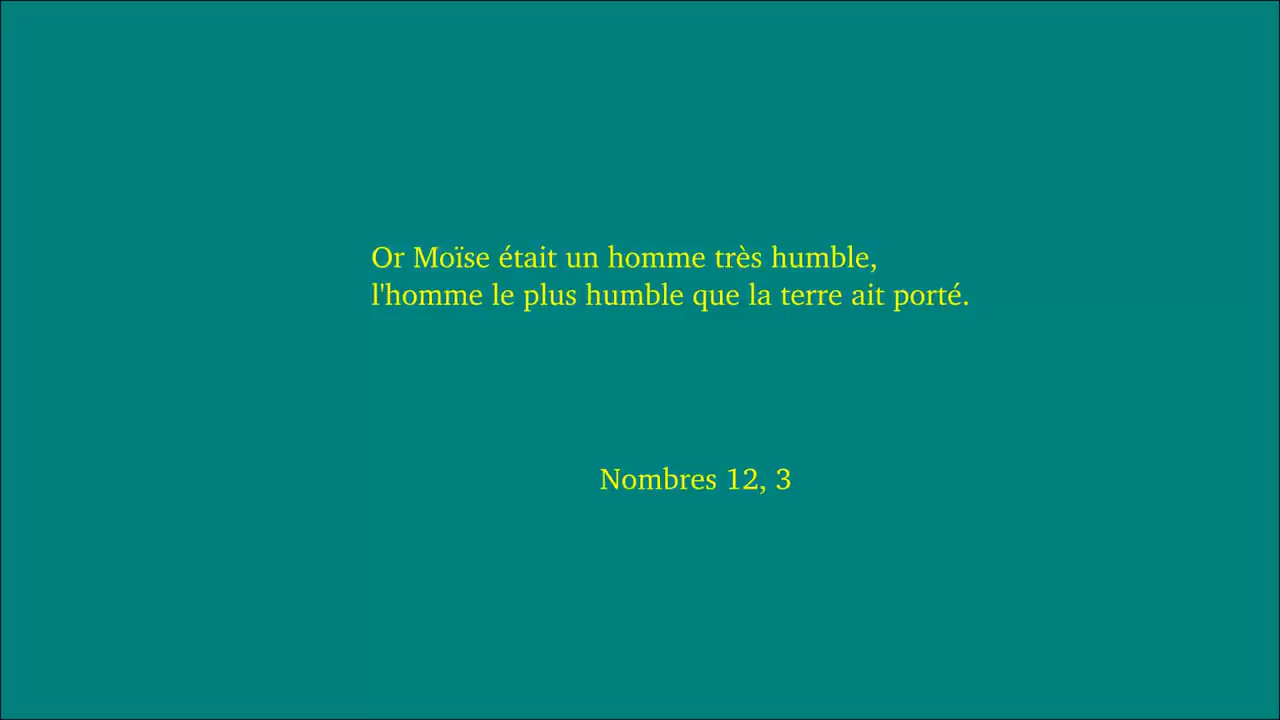 Or Moïse était un homme très humble,
l'homme le plus humble que la terre ait porté.
Nombres 12, 3